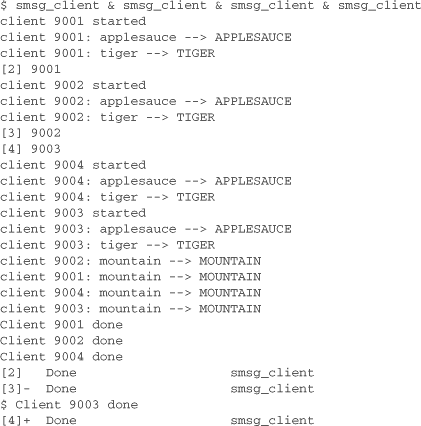 $ smsg_client & smsg_client & smsg_client & smsg_client
client 9001 started
client 9001: applesauce --> APPLESAUCE
client 9001: tiger --> TIGER
[2] 9001
client 9002 started
client 9002: applesauce --> APPLESAUCE
client 9002: tiger --> TIGER
[3] 9002
[4] 9003
client 9004 started
client 9004: applesauce --> APPLESAUCE
client 9004: tiger --> TIGER
client 9003 started
client 9003: applesauce --> APPLESAUCE
client 9003: tiger --> TIGER
client 9002: mountain --> MOUNTAIN
client 9001: mountain --> MOUNTAIN
client 9004: mountain --> MOUNTAIN
client 9003: mountain --> MOUNTAIN
Client 9001 done
Client 9002 done
Client 9004 done
[2]   Done                    smsg_client
[3]-  Done                    smsg_client
$ Client 9003 done
[4]+  Done                    smsg_client